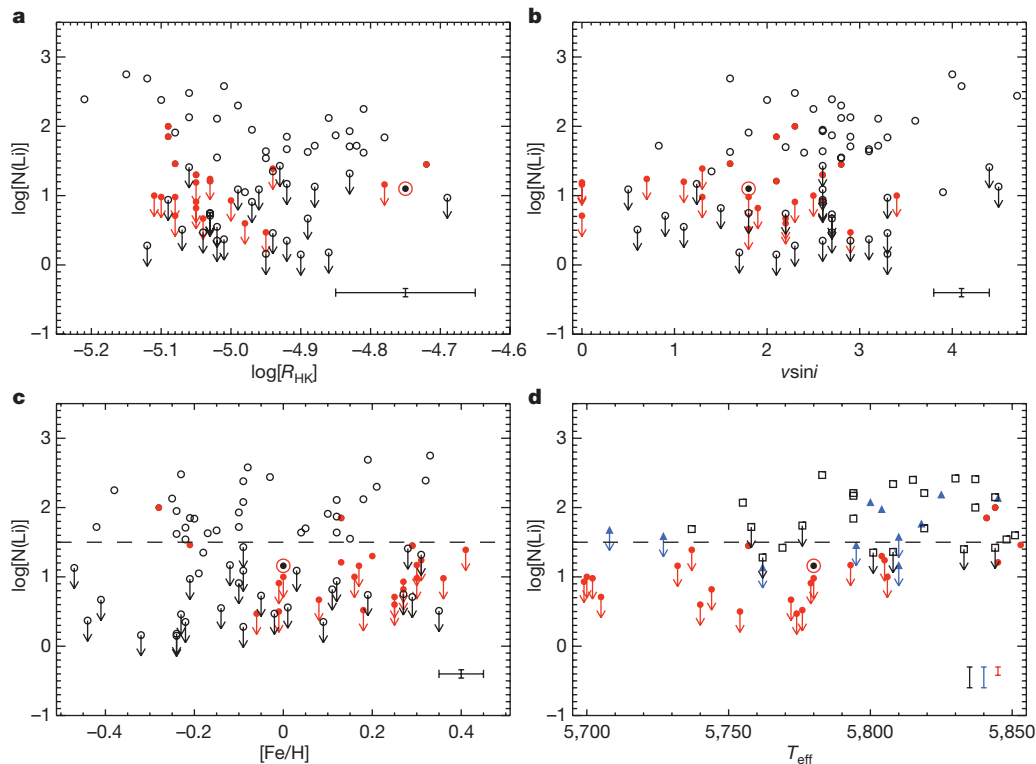 a
b
3
2
1
0
−1
log[N(Li)]
−5.2 −5.1 −5.0 −4.9 −4.8 −4.7 −4.6
log[R_HK]
3
2
1
0
−1
log[N(Li)]
0 1 2 3 4
vsini
c
d
3
2
1
0
−1
log[N(Li)]
−0.4 −0.2 0.0 0.2 0.4
[Fe/H]
3
2
1
0
−1
log[N(Li)]
5,700 5,750 5,800 5,850
T_eff